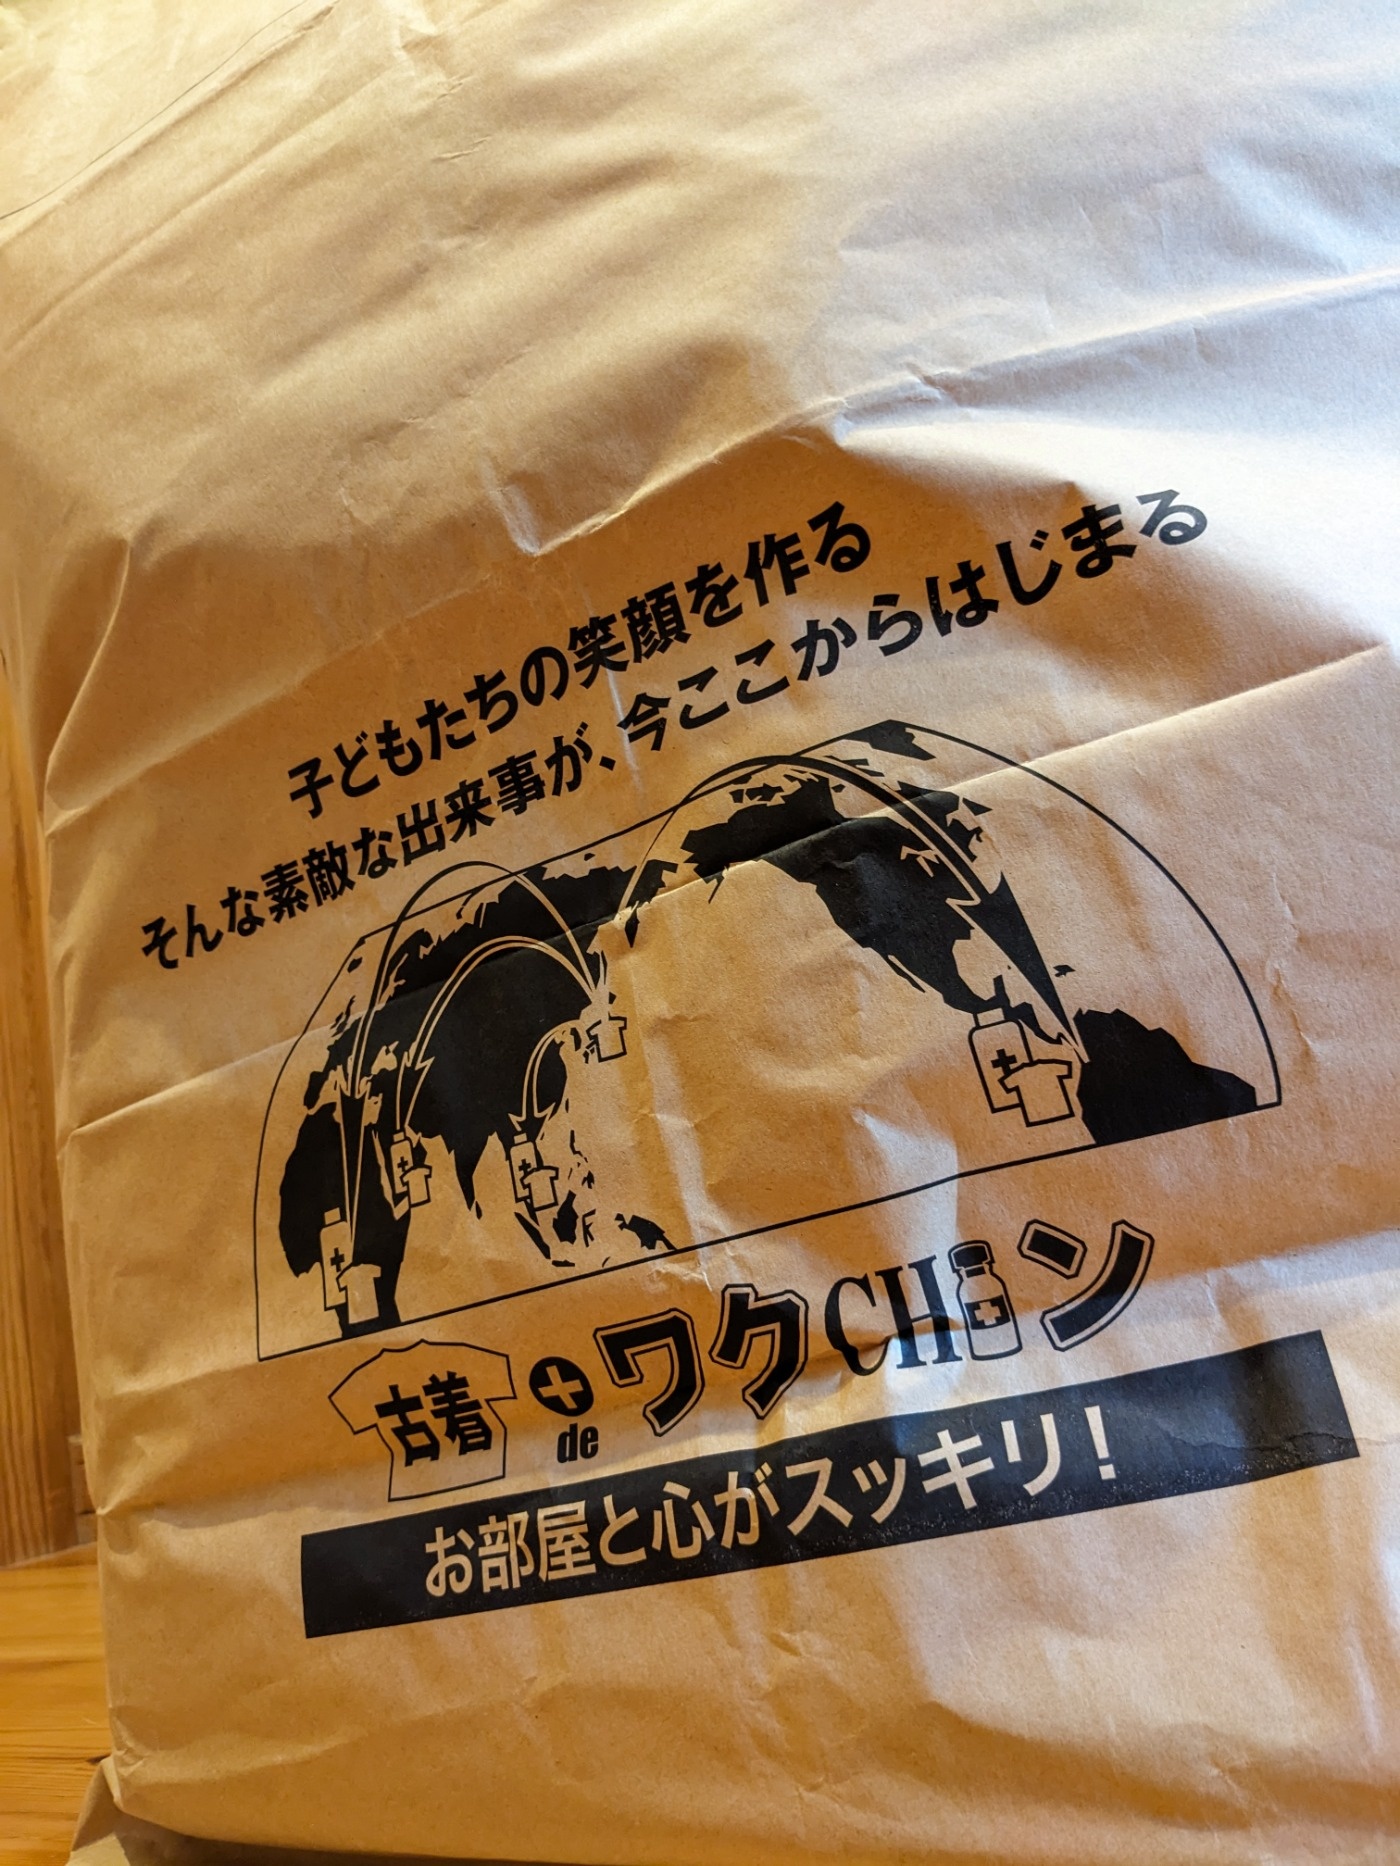 子どもたちの笑顔を作る
そんな素敵な出来事が、今ここからはじまる
古着deワクCHiン
お部屋と心がスッキリ！